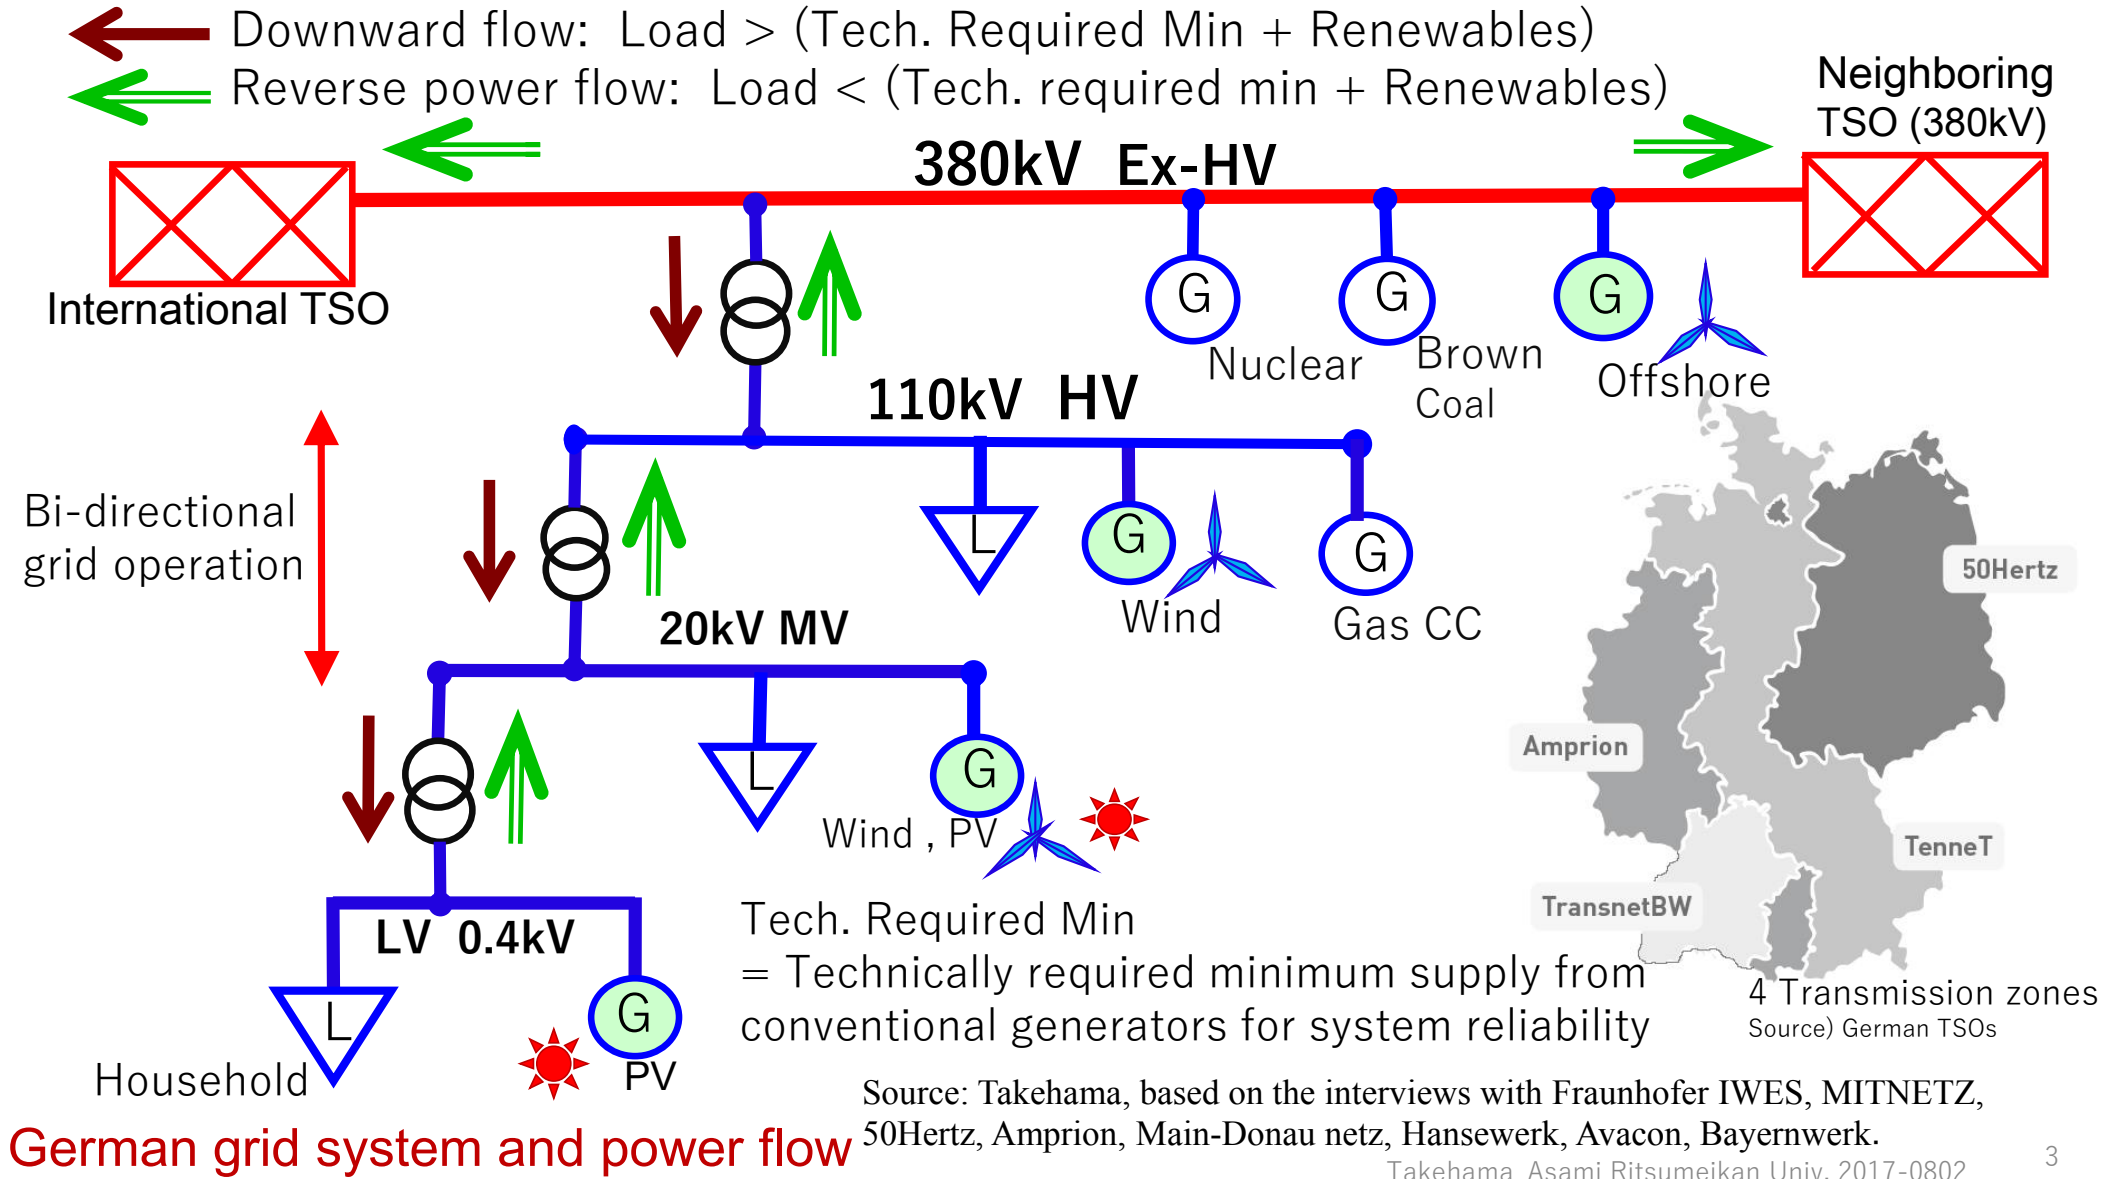 Downward flow: Load > (Tech. Required Min + Renewables)
Reverse power flow: Load < (Tech. required min + Renewables)
Neighboring
TSO (380kV)
380kV Ex-HV
International TSO
G
G
G
Nuclear
Brown
Coal
Offshore
110kV HV
Bi-directional
grid operation
L
G
G
Wind
Gas CC
20kV MV
50Hertz
L
G
Wind , PV
Amprion
TenneT
TransnetBW
LV 0.4kV
L
G
Household
PV
Tech. Required Min
= Technically required minimum supply from
conventional generators for system reliability
4 Transmission zones
Source) German TSOs
Source: Takehama, based on the interviews with Fraunhofer IWES, MITNETZ,
50Hertz, Amprion, Main-Donau netz, Hansewerk, Avacon, Bayernwerk.
German grid system and power flow
Takehama Asami Ritsumeikan Univ. 2017-0802
3